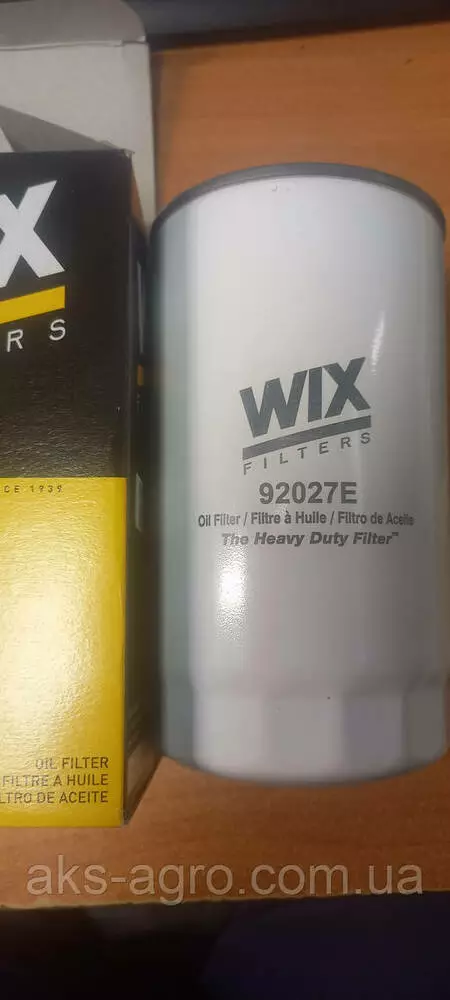 X
RS
CE 1939
OIL FILTER
FILTRE À HUILE
LTRO DE ACEITE
WIX
FILTERS
92027E
Oil Filter / Filtre à Huile / Filtro de Aceite
The Heavy Duty Filter™
aks-agro.com.ua